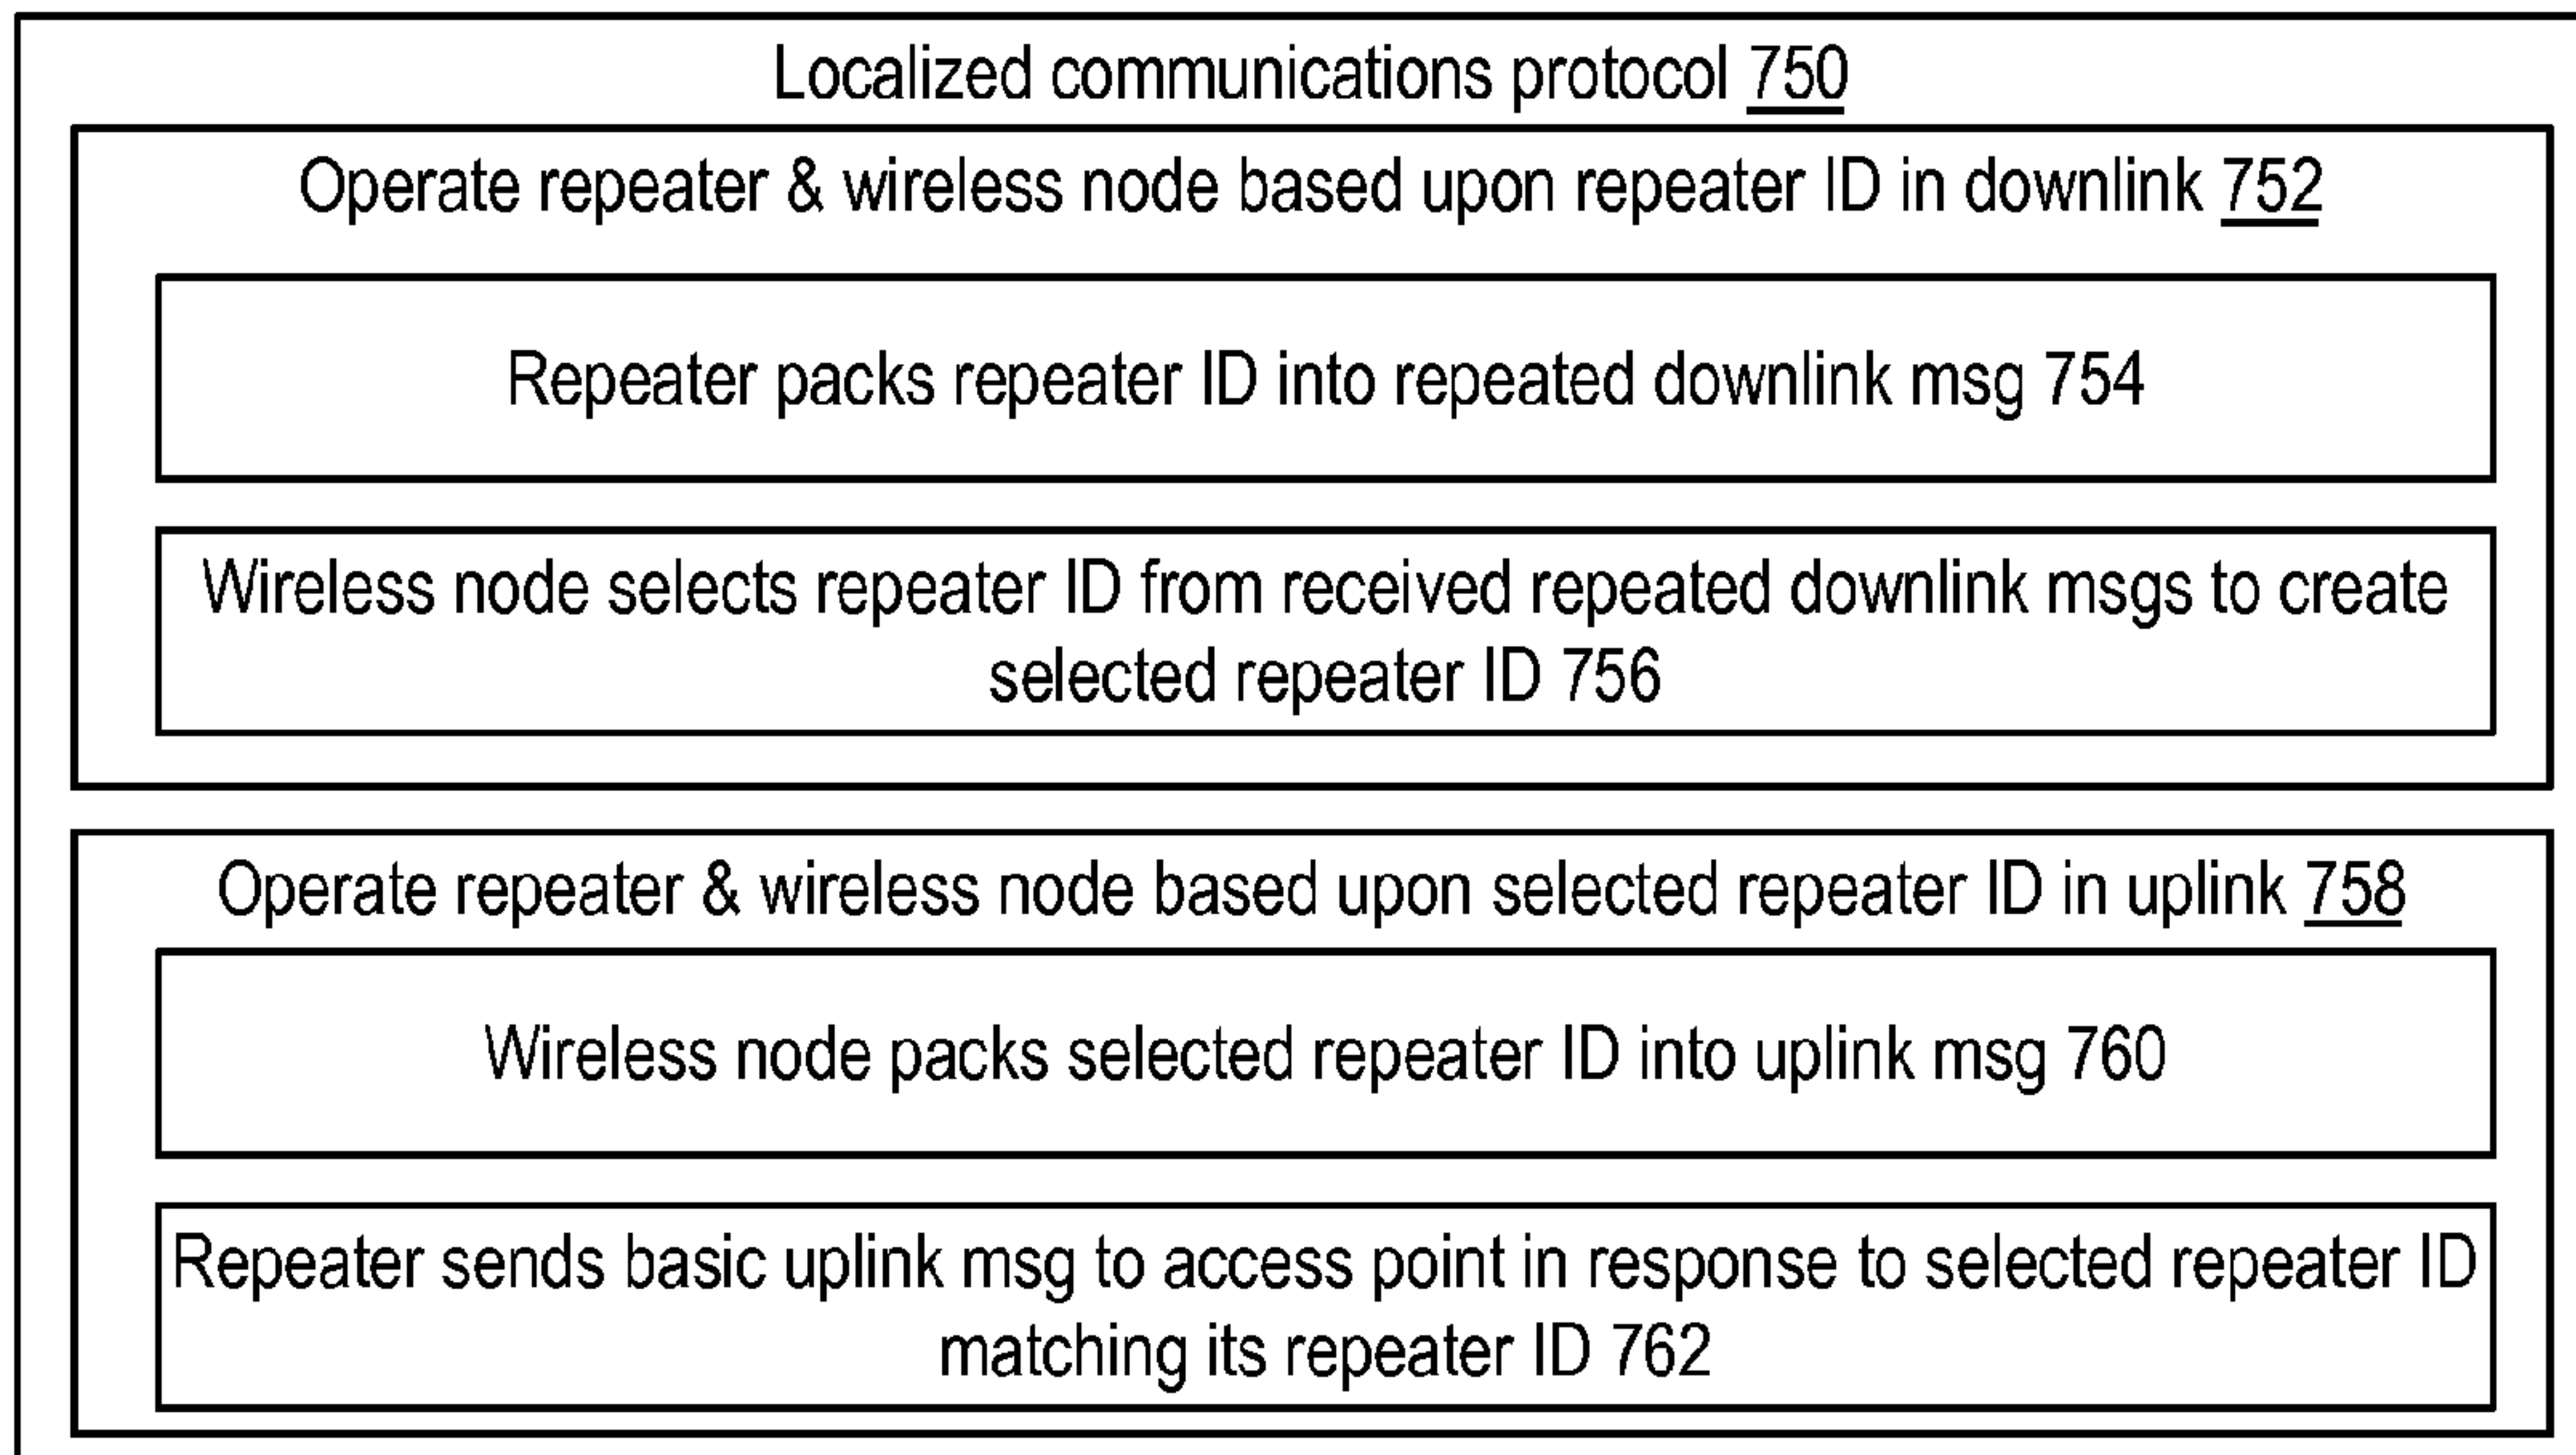 Localized communications protocol 750
Operate repeater & wireless node based upon repeater ID in downlink 752
Repeater packs repeater ID into repeated downlink msg 754
Wireless node selects repeater ID from received repeated downlink msgs to create
selected repeater ID 756
Operate repeater & wireless node based upon selected repeater ID in uplink 758
Wireless node packs selected repeater ID into uplink msg 760
Repeater sends basic uplink msg to access point in response to selected repeater ID
matching its repeater ID 762